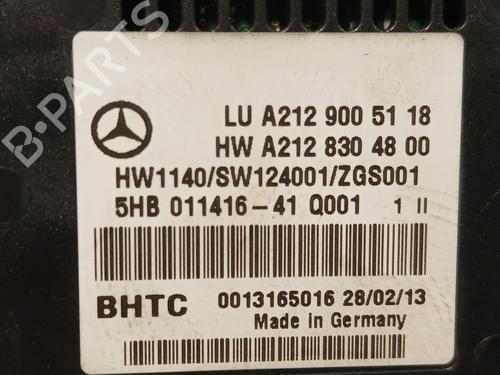 B-PARTS
LU A212 900 51 18
HW A212 830 48 00
HW1140/SW124001/ZGS001
5HB 011416-41 Q001 1 II
BHTC 0013165016 28/02/13
Made in Germany